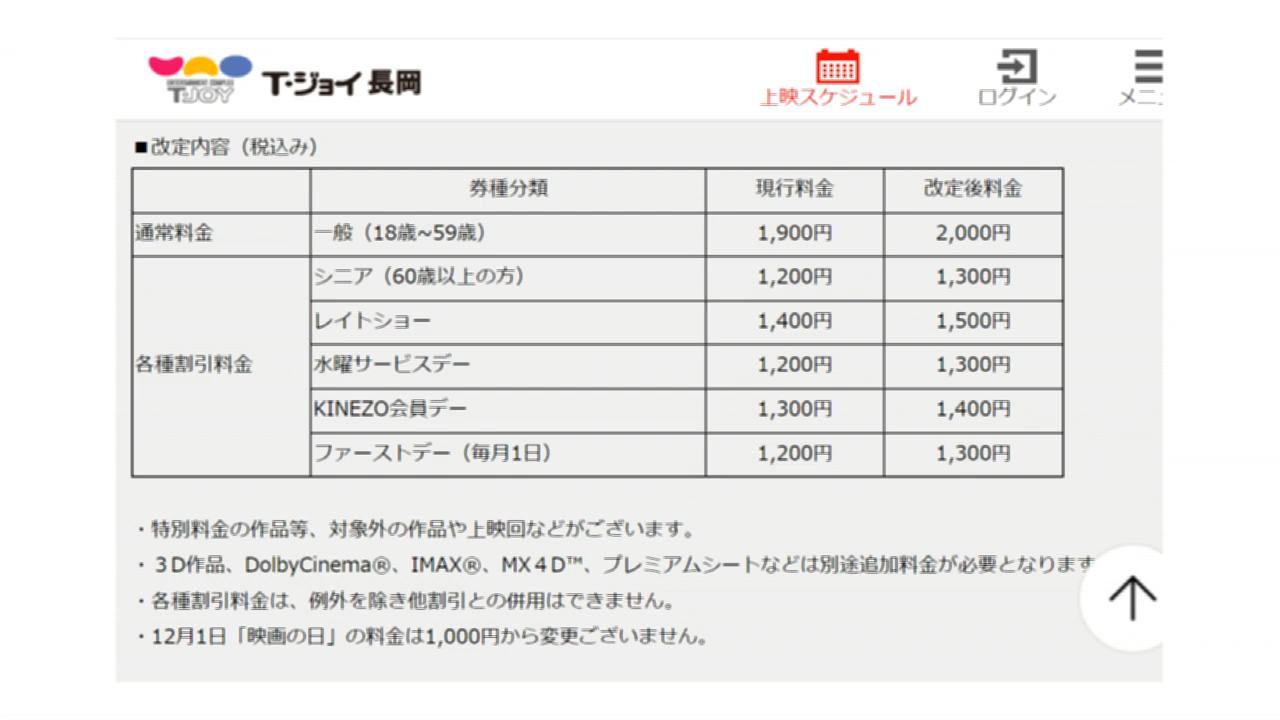 T-JOY
T・ジョイ 長岡
上映スケジュール
ログイン
メニュ
■改定内容（税込み）
券種分類 現行料金 改定後料金
通常料金 一般（18歳~59歳） 1,900円 2,000円
シニア（60歳以上の方） 1,200円 1,300円
レイトショー 1,400円 1,500円
各種割引料金 水曜サービスデー 1,200円 1,300円
KINEZO会員デー 1,300円 1,400円
ファーストデー（毎月1日） 1,200円 1,300円
・特別料金の作品等、対象外の作品や上映回などがございます。
・３D作品、DolbyCinema®、IMAX®、MX４D™、プレミアムシートなどは別途追加料金が必要となります
・各種割引料金は、例外を除き他割引との併用はできません。
・12月1日「映画の日」の料金は1,000円から変更ございません。